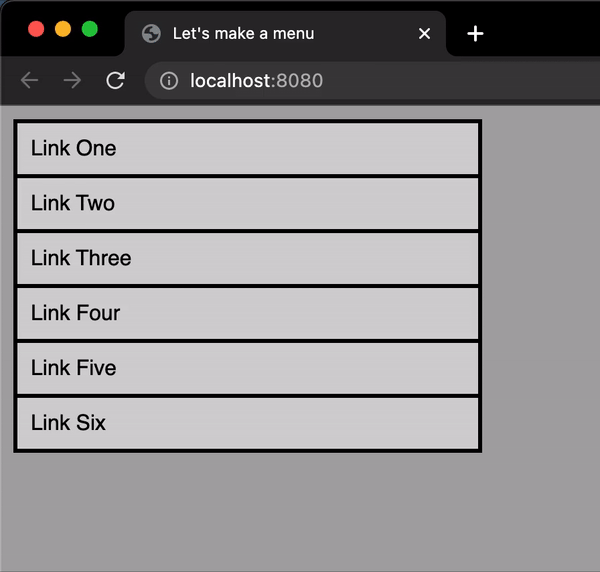 Let's make a menu
localhost:8080
Link One
Link Two
Link Three
Link Four
Link Five
Link Six